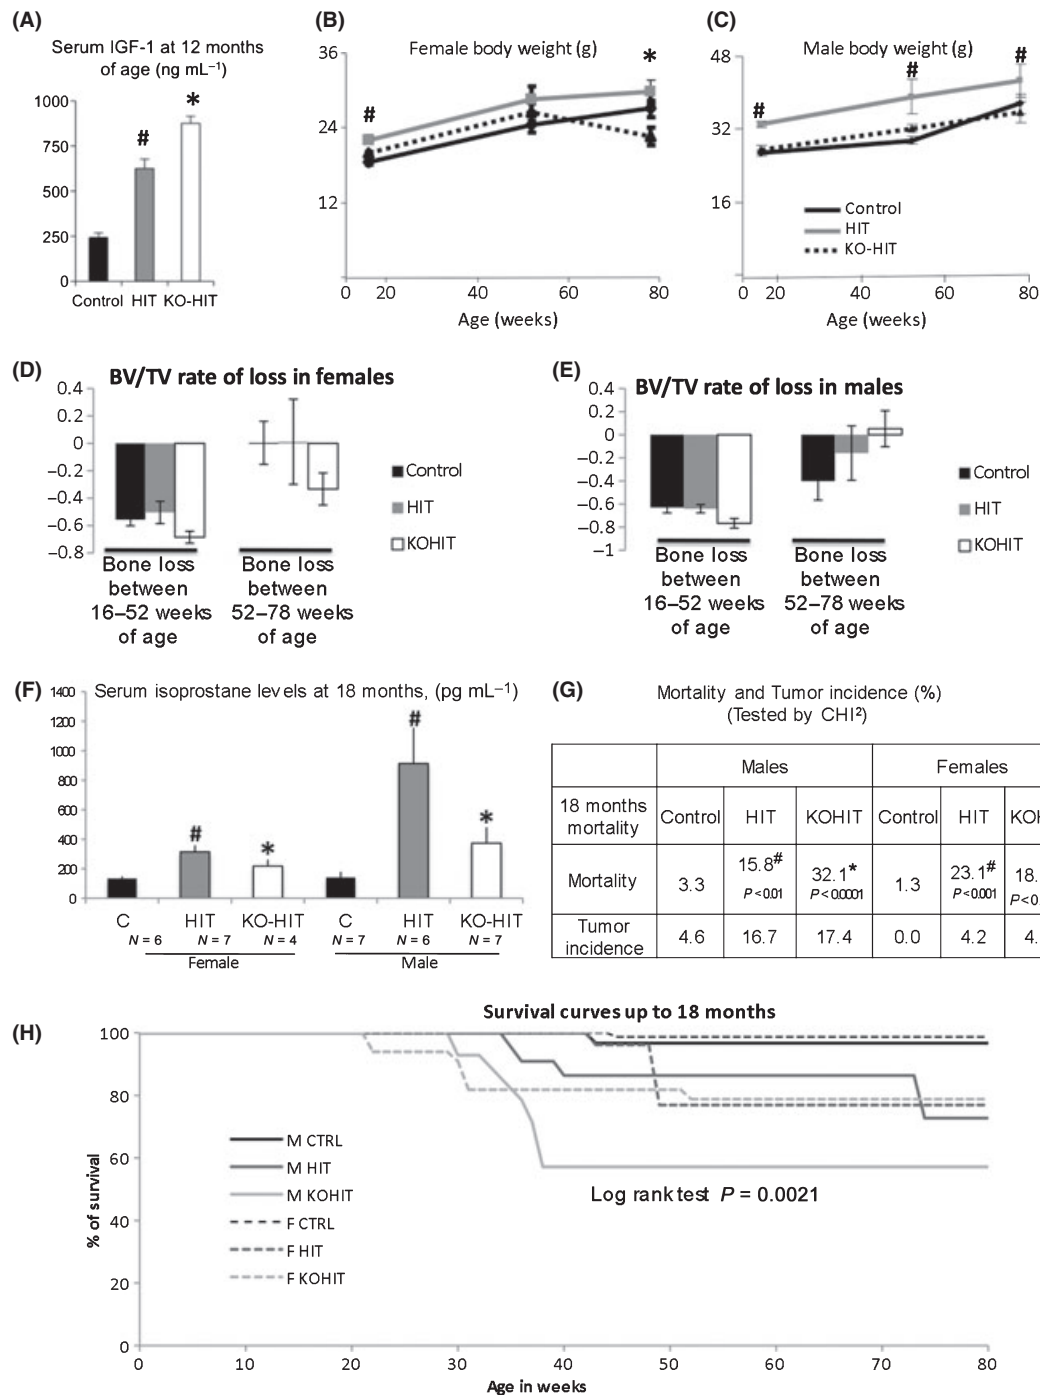 (A)
Serum IGF-1 at 12 months
of age (ng mL⁻¹)
1000
750
500
250
0
#
*
Control HIT KO-HIT
(B)
Female body weight (g)
36
24
12
#
*
0 20 40 60 80
Age (weeks)
(C)
Male body weight (g)
48
32
16
#
#
#
Control
HIT
KO-HIT
0 20 40 60 80
Age (weeks)
(D)
BV/TV rate of loss in females
0.4
0.2
0
−0.2
−0.4
−0.6
−0.8
Control
HIT
KOHIT
Bone loss
between
16–52 weeks
of age
Bone loss
between
52–78 weeks
of age
(E)
BV/TV rate of loss in males
0.4
0.2
0
−0.2
−0.4
−0.6
−0.8
−1
Control
HIT
KOHIT
Bone loss
between
16–52 weeks
of age
Bone loss
between
52–78 weeks
of age
(F)
Serum isoprostane levels at 18 months, (pg mL⁻¹)
1400
1200
1000
800
600
400
200
0
#
*
#
*
C HIT KO-HIT C HIT KO-HIT
N = 6 N = 7 N = 4 N = 7 N = 6 N = 7
Female Male
(G)
Mortality and Tumor incidence (%)
(Tested by CHI²)
Males Females
18 months
mortality
Control HIT KOHIT Control HIT KOH
Mortality
3.3
15.8#
P<0.01
32.1*
P<0.0001
1.3
23.1#
P<0.001
18.
P<0.
Tumor
incidence
4.6 16.7 17.4 0.0 4.2 4.
(H)
Survival curves up to 18 months
% of survival
100
80
60
40
20
0
M CTRL
M HIT
M KOHIT
F CTRL
F HIT
F KOHIT
Log rank test P = 0.0021
0 10 20 30 40 50 60 70 80
Age in weeks